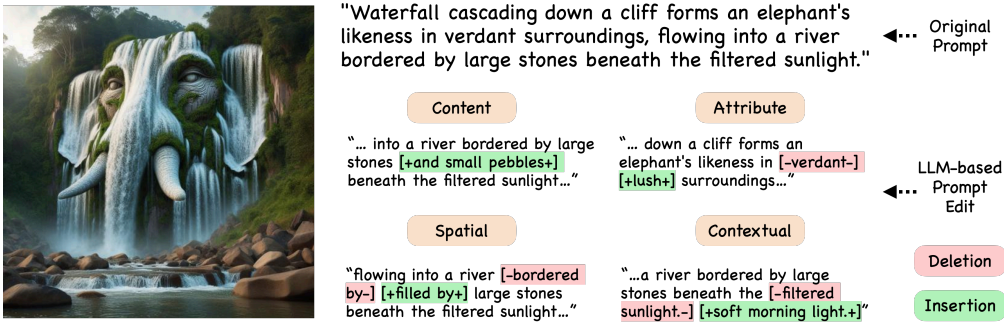 "Waterfall cascading down a cliff forms an elephant's
likeness in verdant surroundings, flowing into a river
bordered by large stones beneath the filtered sunlight."
Original
Prompt
Content
"... into a river bordered by large
stones [+and small pebbles+]
beneath the filtered sunlight..."
Attribute
"... down a cliff forms an
elephant's likeness in [-verdant-]
[+lush+] surroundings..."
LLM-based
Prompt
Edit
Spatial
"flowing into a river [-bordered
by-] [+filled by+] large stones
beneath the filtered sunlight..."
Contextual
"...a river bordered by large
stones beneath the [-filtered
sunlight.-] [+soft morning light.+]"
Deletion
Insertion